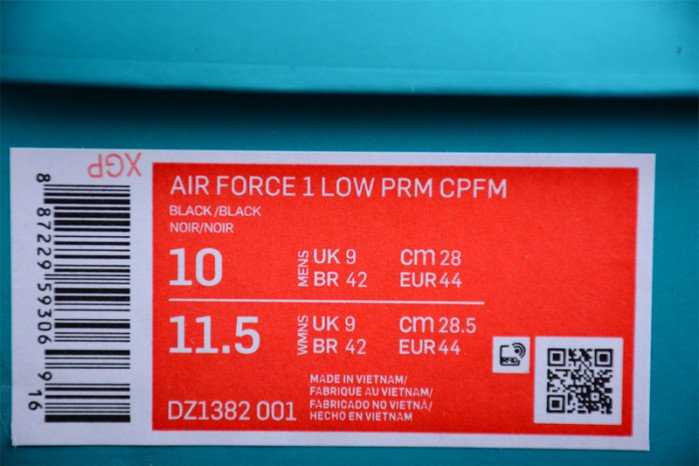 XGP
8 87229 59306 9 16
AIR FORCE 1 LOW PRM CPFM
BLACK/BLACK
NOIR/NOIR
10 MENS UK 9 cm 28
BR 42 EUR 44
11.5 WMNS UK 9 cm 28.5
BR 42 EUR 44
RFID
MADE IN VIETNAM/
FABRIQUE AU VIETNAM/
FABRICADO NO VIETNÃ/
HECHO EN VIETNAM
DZ1382 001